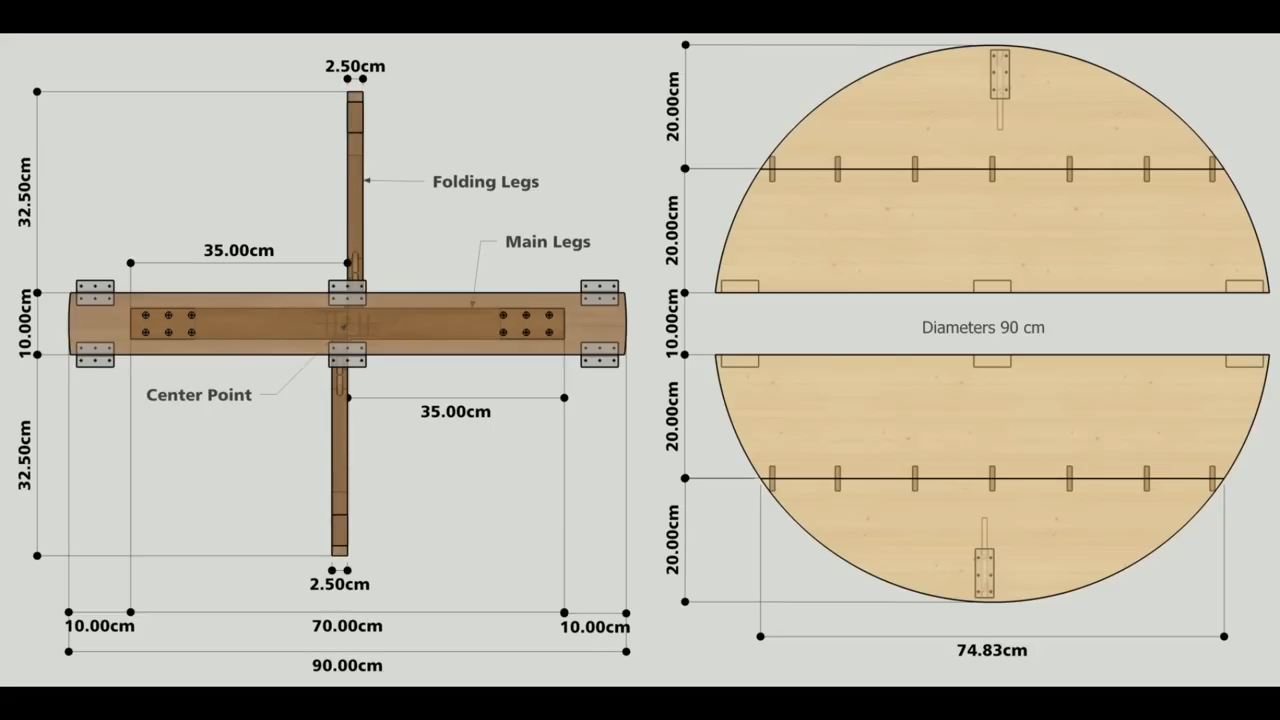 2.50cm
32.50cm
Folding Legs
35.00cm
Main Legs
10.00cm
Center Point
35.00cm
32.50cm
2.50cm
10.00cm
70.00cm
10.00cm
90.00cm
20.00cm
20.00cm
10.00cm
Diameters 90 cm
20.00cm
20.00cm
74.83cm